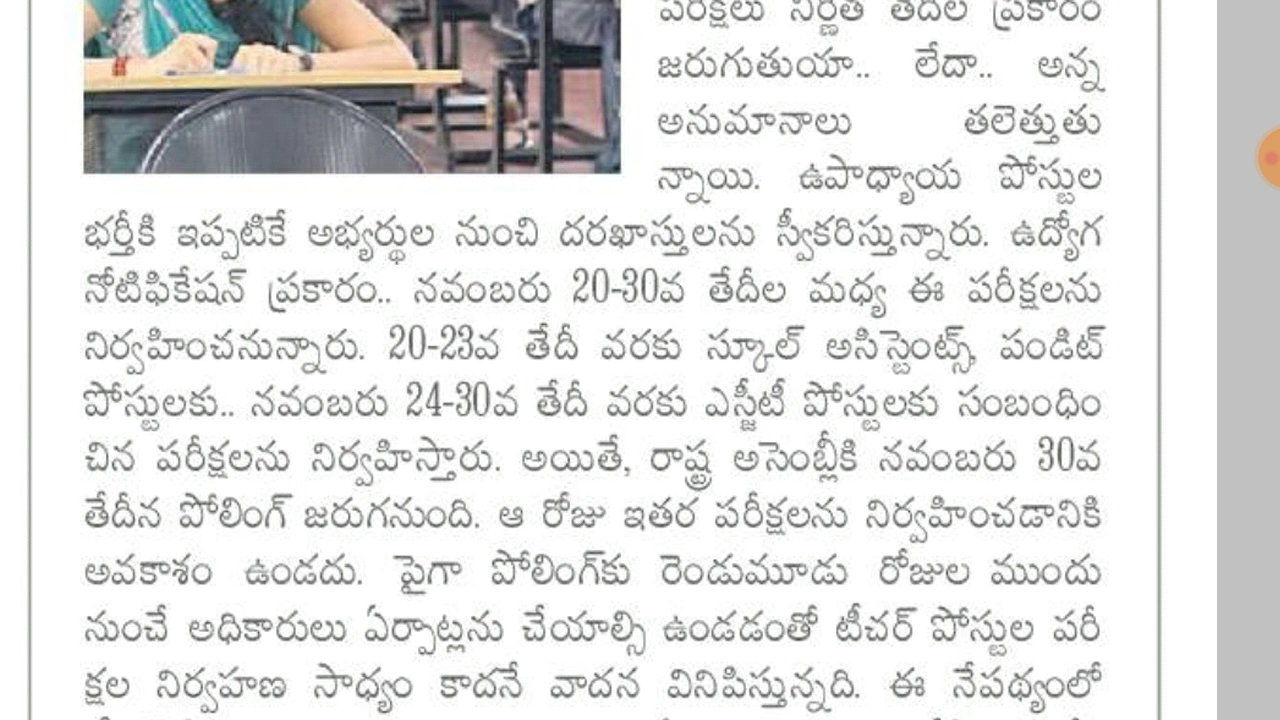 పరీక్షలు నిర్ణీత తేదీల ప్రకారం
జరుగుతుయా.. లేదా.. అన్న
అనుమానాలు తలెత్తుతు
న్నాయి. ఉపాధ్యాయ పోస్టుల
భర్తీకి ఇప్పటికే అభ్యర్థుల నుంచి దరఖాస్తులను స్వీకరిస్తున్నారు. ఉద్యోగ
నోటిఫికేషన్ ప్రకారం.. నవంబరు 20-30వ తేదీల మధ్య ఈ పరీక్షలను
నిర్వహించనున్నారు. 20-23వ తేదీ వరకు స్కూల్ అసిస్టెంట్స్, పండిట్
పోస్టులకు.. నవంబరు 24-30వ తేదీ వరకు ఎస్జీటీ పోస్టులకు సంబంధిం
చిన పరీక్షలను నిర్వహిస్తారు. అయితే, రాష్ట్ర అసెంబ్లీకి నవంబరు 30వ
తేదీన పోలింగ్ జరుగనుంది. ఆ రోజు ఇతర పరీక్షలను నిర్వహించడానికి
అవకాశం ఉండదు. పైగా పోలింగ్‌కు రెండుమూడు రోజుల ముందు
నుంచే అధికారులు ఏర్పాట్లను చేయాల్సి ఉండడంతో టీచర్ పోస్టుల పరీ
క్షల నిర్వహణ సాధ్యం కాదనే వాదన వినిపిస్తున్నది. ఈ నేపథ్యంలో